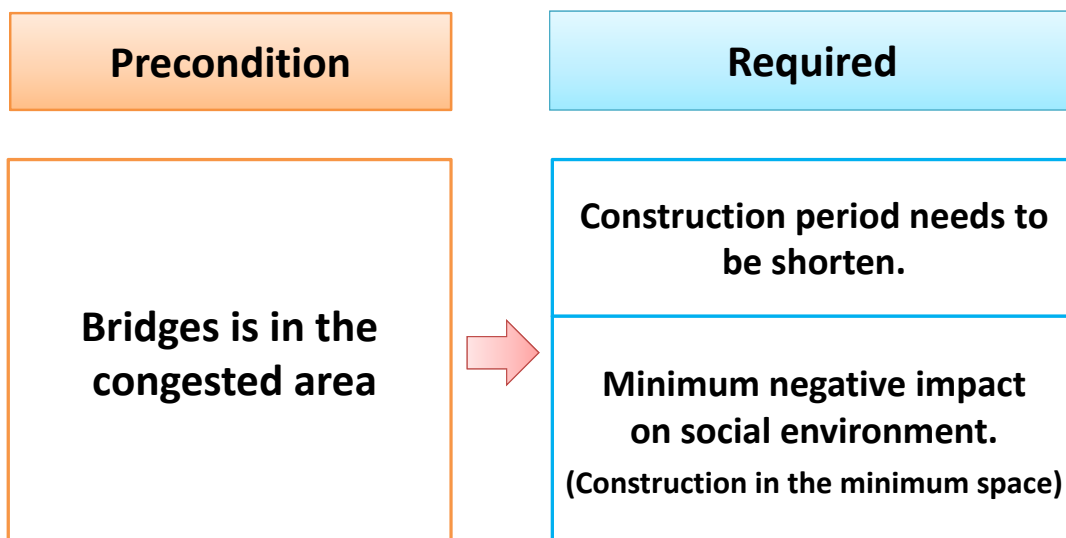 Precondition
Required
Bridges is in the
congested area
Construction period needs to
be shorten.
Minimum negative impact
on social environment.
(Construction in the minimum space)